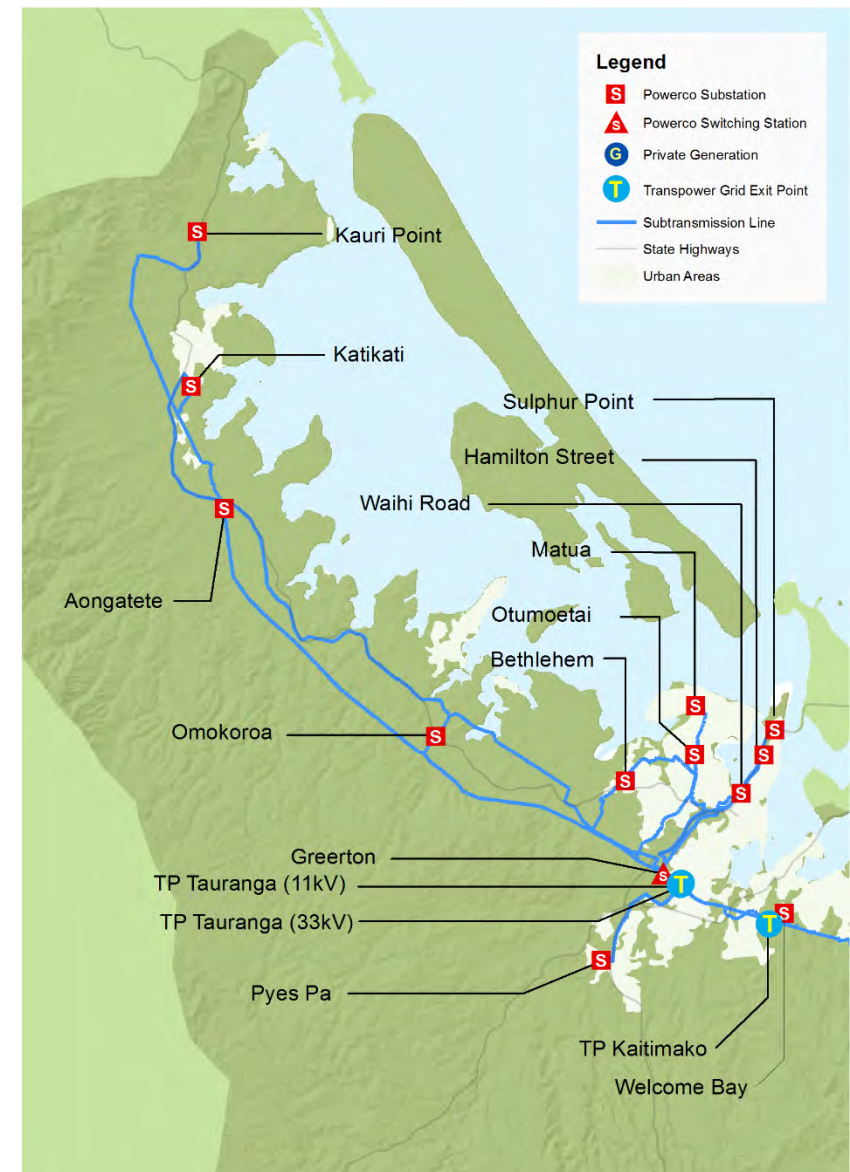 Legend
S Powerco Substation
S Powerco Switching Station
G Private Generation
T Transpower Grid Exit Point
Subtransmission Line
State Highways
Urban Areas
S
Kauri Point
Katikati
S
Sulphur Point
Hamilton Street
Waihi Road
S
Matua
Aongatete
Otumoetai
Bethlehem
S
Omokoroa
S
S
S
S
S
S
Greerton
S
TP Tauranga (11kV)
T
TP Tauranga (33kV)
S
T
S
Pyes Pa
TP Kaitimako
Welcome Bay